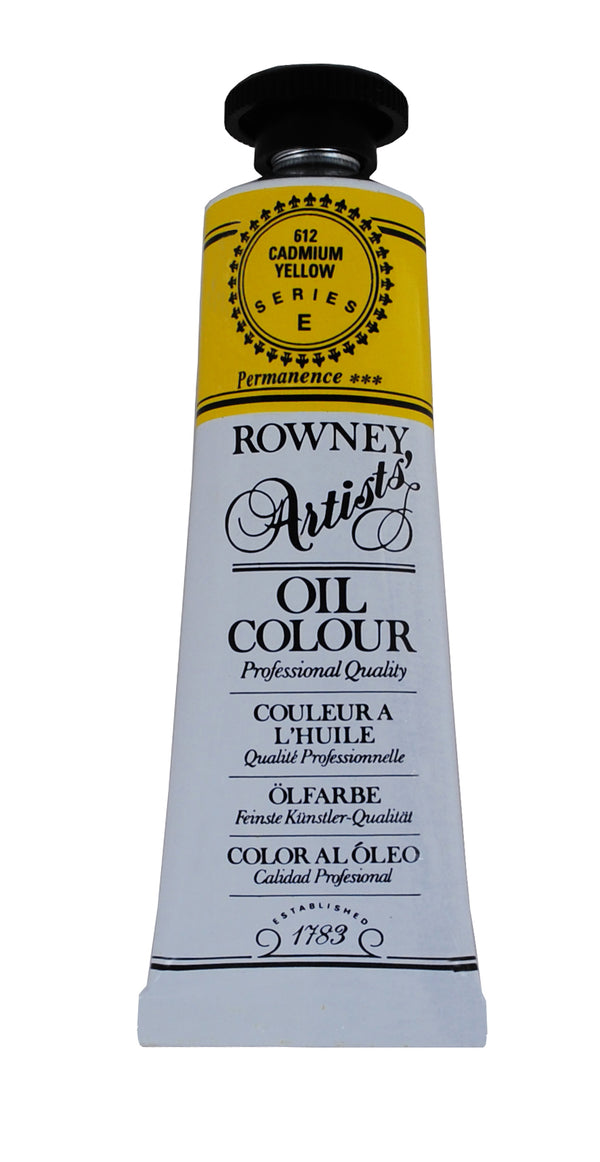 612
CADMIUM
YELLOW
SERIES
E
Permanence ***
ROWNEY
Artists'
OIL
COLOUR
Professional Quality
COULEUR A
L'HUILE
Qualité Professionnelle
ÖLFARBE
Feinste Künstler-Qualität
COLOR AL ÓLEO
Calidad Profesional
ESTABLISHED
1783